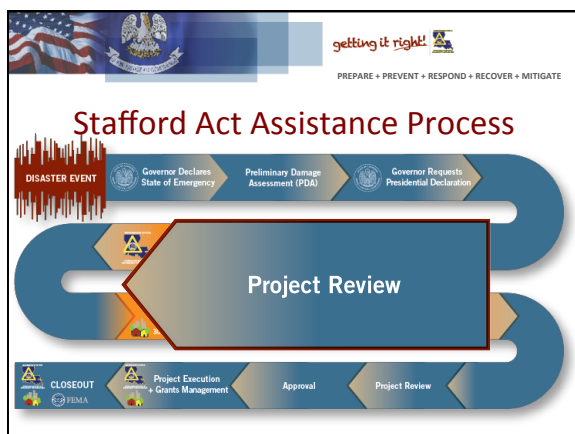 getting it right!
PREPARE + PREVENT + RESPOND + RECOVER + MITIGATE
Stafford Act Assistance Process
DISASTER EVENT
Governor Declares
State of Emergency
Preliminary Damage
Assessment (PDA)
Governor Requests
Presidential Declaration
Project Review
CLOSEOUT
FEMA
Project Execution
+ Grants Management
Approval
Project Review